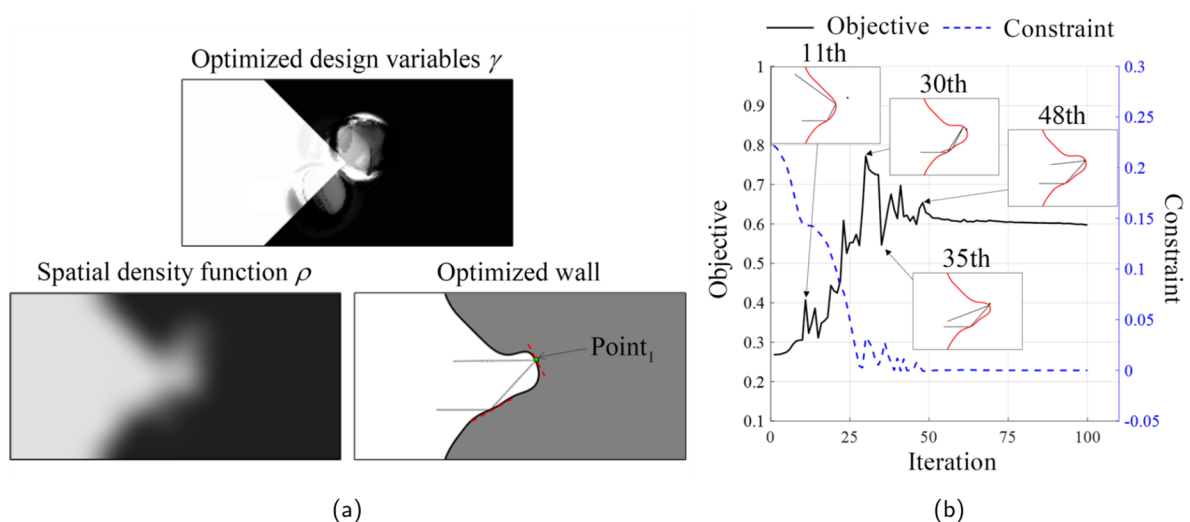 Optimized design variables γ
Spatial density function ρ
Optimized wall
Point1
(a)
Objective
Constraint
11th
30th
48th
35th
1
0.9
0.8
0.7
0.6
0.5
0.4
0.3
0.2
0.1
Objective
0.3
0.25
0.2
0.15
0.1
0.05
0
-0.05
Constraint
0
25
50
75
100
Iteration
(b)